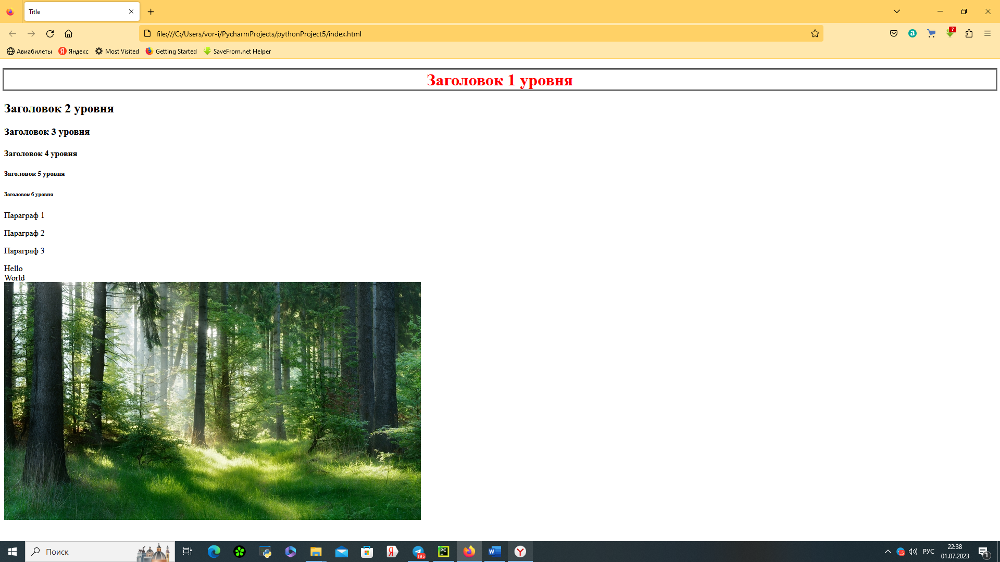 Title
file:///C:/Users/vor-i/PycharmProjects/pythonProject5/index.html
Авиабилеты Яндекс Most Visited Getting Started SaveFrom.net Helper
Заголовок 1 уровня
Заголовок 2 уровня
Заголовок 3 уровня
Заголовок 4 уровня
Заголовок 5 уровня
Заголовок 6 уровня
Параграф 1
Параграф 2
Параграф 3
Hello
World
Поиск
195
РУС
22:38
01.07.2023
1